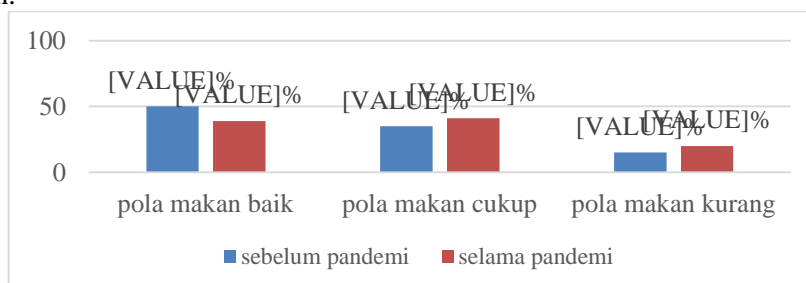 100
[VALUE]%
[VALUE]%
[VALUE]%
[VALUE]%
[VALUE]%
[VALUE]%
50
0
pola makan baik
pola makan cukup
pola makan kurang
sebelum pandemi
selama pandemi